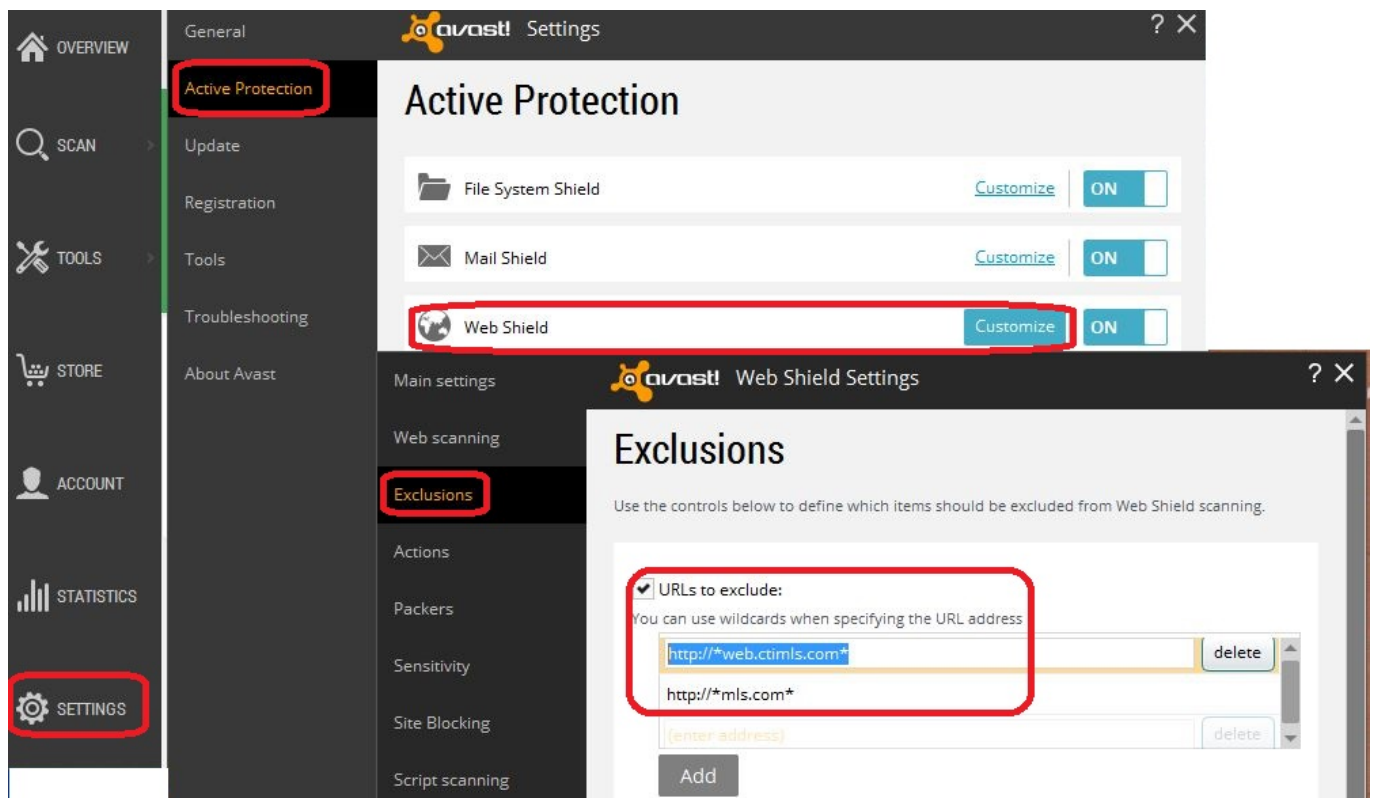 OVERVIEW
SCAN
TOOLS
STORE
ACCOUNT
STATISTICS
SETTINGS
General
Active Protection
Update
Registration
Tools
Troubleshooting
About Avast
avast! Settings ? X
Active Protection
File System Shield Customize ON
Mail Shield Customize ON
Web Shield Customize ON
Main settings
Web scanning
Exclusions
Actions
Packers
Sensitivity
Site Blocking
Script scanning
avast! Web Shield Settings ? X
Exclusions
Use the controls below to define which items should be excluded from Web Shield scanning.
URLs to exclude:
You can use wildcards when specifying the URL address
http://*web.ctimls.com* delete
http://*mls.com*
(enter address) delete
Add